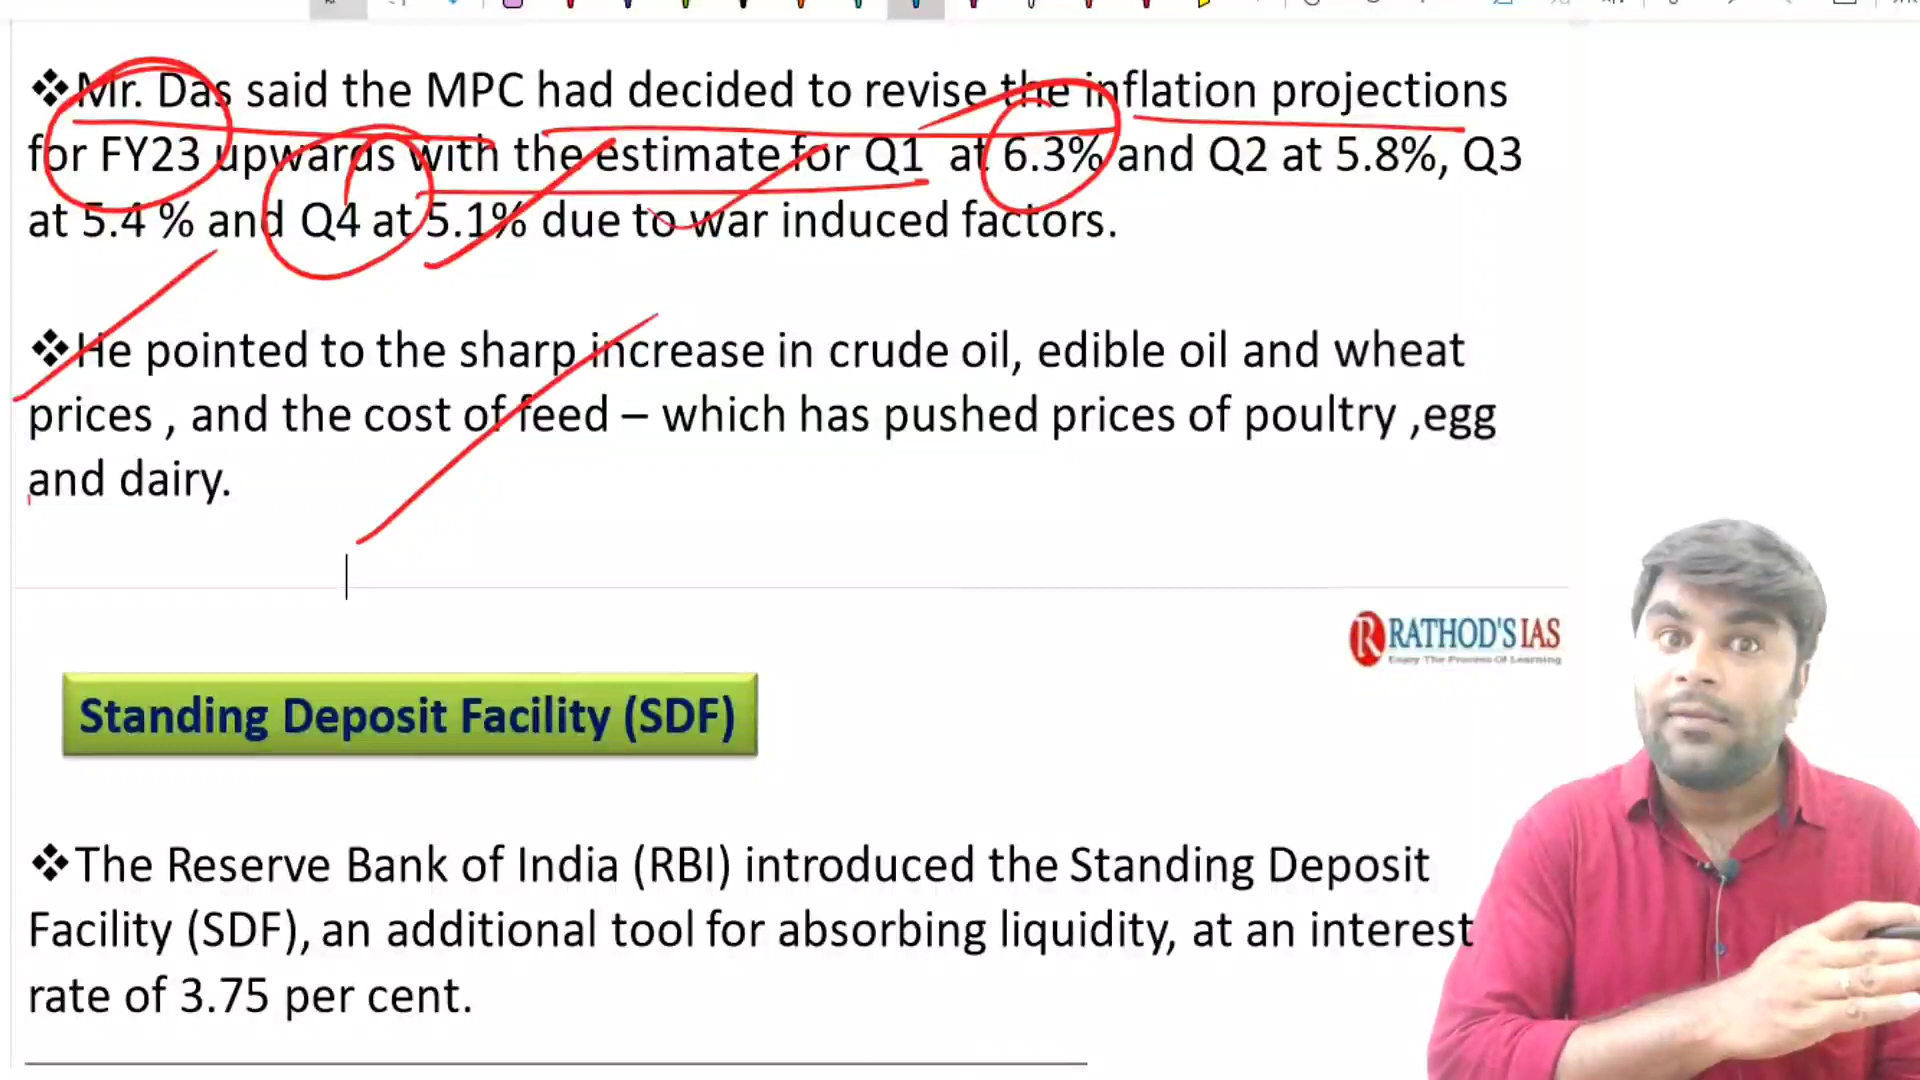 ❖Mr. Das said the MPC had decided to revise the inflation projections
for FY23 upwards with the estimate for Q1 at 6.3% and Q2 at 5.8%, Q3
at 5.4 % and Q4 at 5.1% due to war induced factors.
❖He pointed to the sharp increase in crude oil, edible oil and wheat
prices , and the cost of feed – which has pushed prices of poultry ,egg
and dairy.
RATHOD'S IAS
Enjoy The Process Of Learning
Standing Deposit Facility (SDF)
❖The Reserve Bank of India (RBI) introduced the Standing Deposit
Facility (SDF), an additional tool for absorbing liquidity, at an interest
rate of 3.75 per cent.